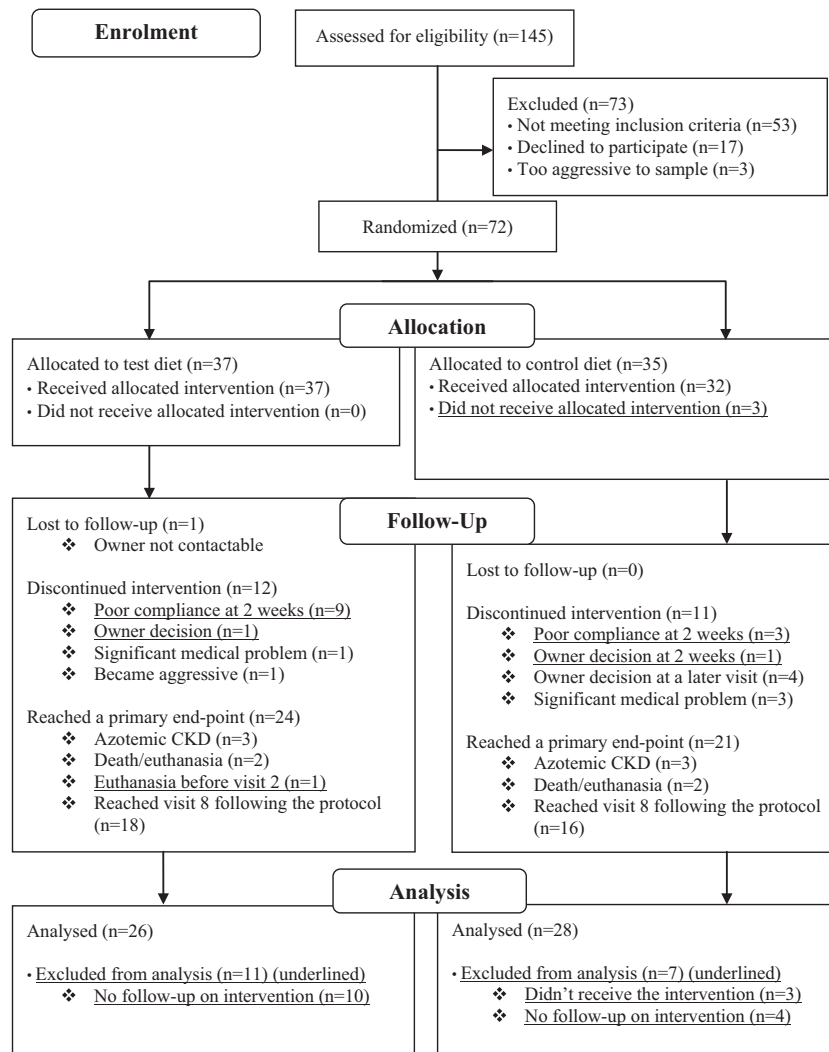 Enrolment
Assessed for eligibility (n=145)
Excluded (n=73)
• Not meeting inclusion criteria (n=53)
• Declined to participate (n=17)
• Too aggressive to sample (n=3)
Randomized (n=72)
Allocation
Allocated to test diet (n=37)
• Received allocated intervention (n=37)
• Did not receive allocated intervention (n=0)
Allocated to control diet (n=35)
• Received allocated intervention (n=32)
• Did not receive allocated intervention (n=3)
Follow-Up
Lost to follow-up (n=1)
❖ Owner not contactable
Discontinued intervention (n=12)
❖ Poor compliance at 2 weeks (n=9)
❖ Owner decision (n=1)
❖ Significant medical problem (n=1)
❖ Became aggressive (n=1)
Reached a primary end-point (n=24)
❖ Azotemic CKD (n=3)
❖ Death/euthanasia (n=2)
❖ Euthanasia before visit 2 (n=1)
❖ Reached visit 8 following the protocol
(n=18)
Lost to follow-up (n=0)
Discontinued intervention (n=11)
❖ Poor compliance at 2 weeks (n=3)
❖ Owner decision at 2 weeks (n=1)
❖ Owner decision at a later visit (n=4)
❖ Significant medical problem (n=3)
Reached a primary end-point (n=21)
❖ Azotemic CKD (n=3)
❖ Death/euthanasia (n=2)
❖ Reached visit 8 following the protocol
(n=16)
Analysis
Analysed (n=26)
• Excluded from analysis (n=11) (underlined)
❖ No follow-up on intervention (n=10)
Analysed (n=28)
• Excluded from analysis (n=7) (underlined)
❖ Didn't receive the intervention (n=3)
❖ No follow-up on intervention (n=4)